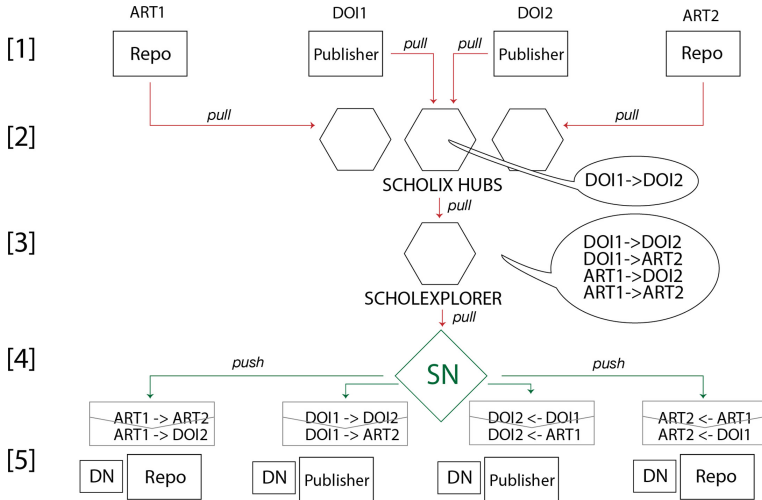 ART1 DOI1 DOI2 ART2
[1] Repo Publisher pull pull Publisher Repo
pull pull
[2]
DOI1->DOI2
SCHOLIX HUBS
pull
[3]
DOI1->DOI2
DOI1->ART2
ART1->DOI2
ART1->ART2
SCHOLEXPLORER
pull
[4]
push SN push
ART1 -> ART2 DOI1 -> DOI2 DOI2 <- DOI1 ART2 <- ART1
ART1 -> DOI2 DOI1 -> ART2 DOI2 <- ART1 ART2 <- DOI1
[5] DN Repo DN Publisher DN Publisher DN Repo